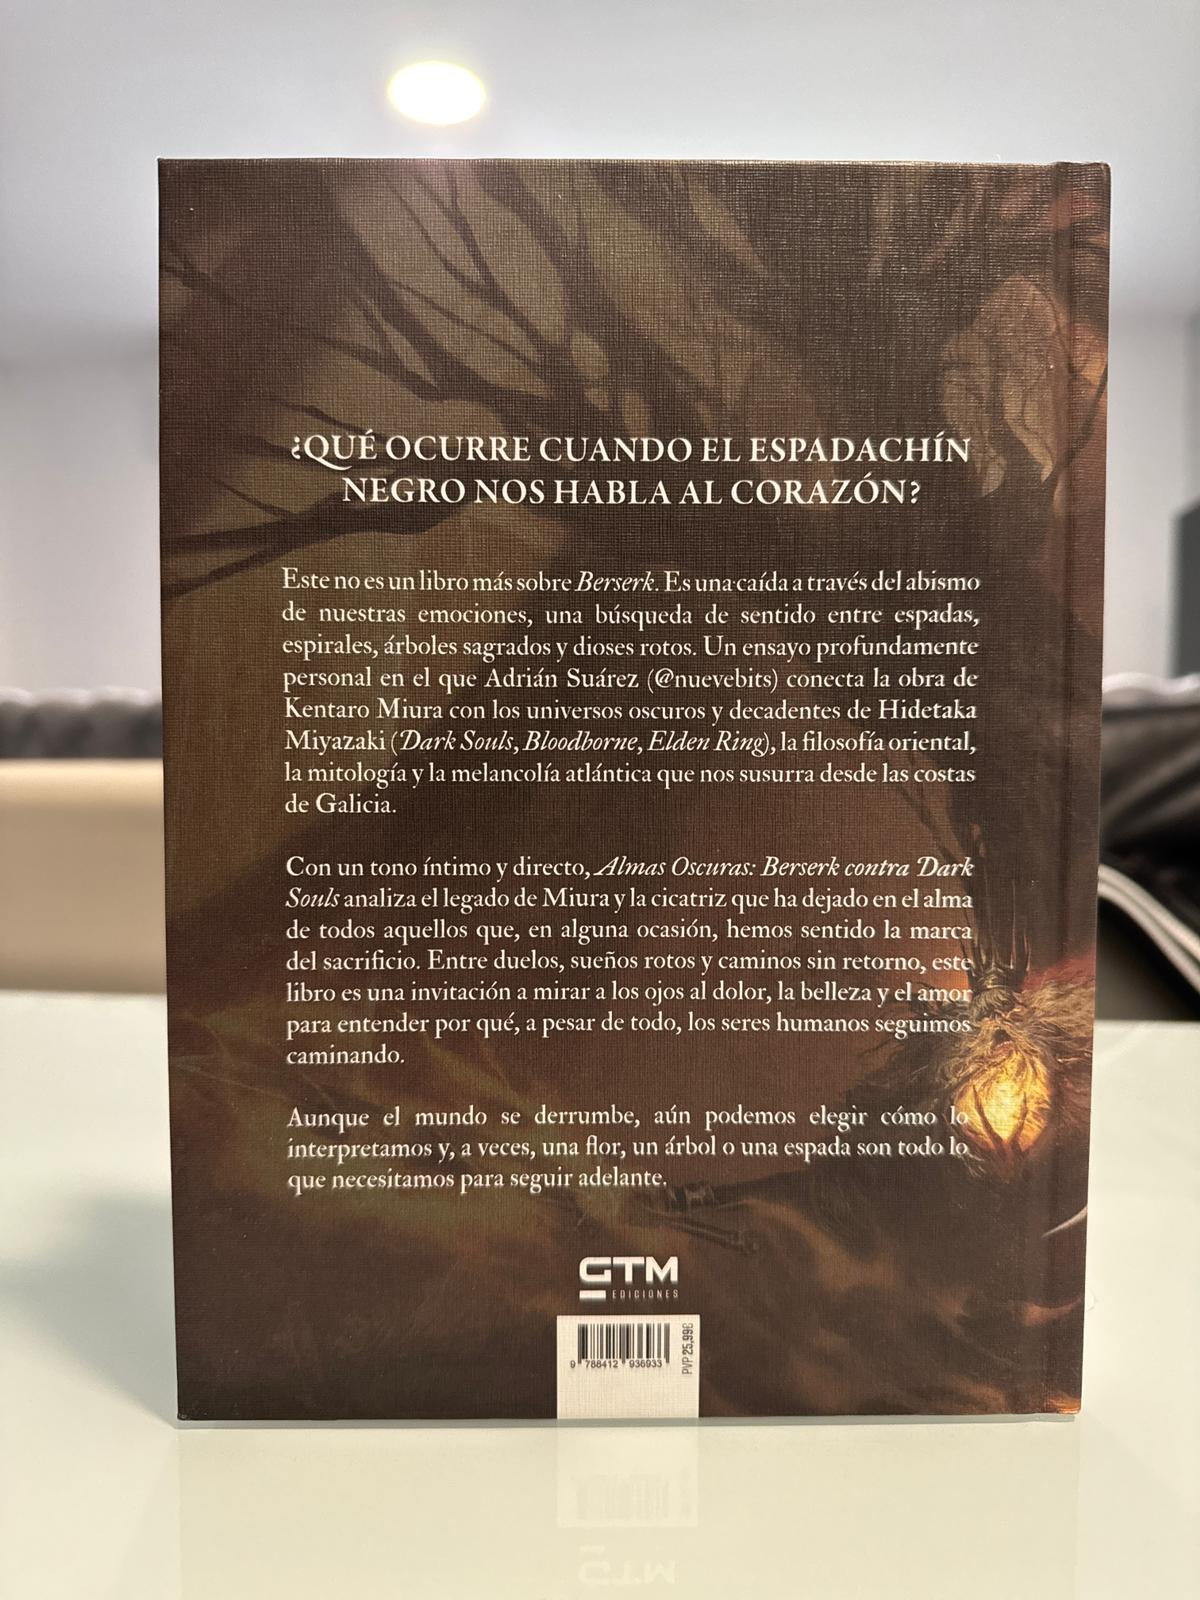 ¿QUÉ OCURRE CUANDO EL ESPADACHÍN
NEGRO NOS HABLA AL CORAZÓN?
Este no es un libro más sobre Berserk. Es una caída a través del abismo
de nuestras emociones, una búsqueda de sentido entre espadas,
espirales, árboles sagrados y dioses rotos. Un ensayo profundamente
personal en el que Adrián Suárez (@nuevebits) conecta la obra de
Kentaro Miura con los universos oscuros y decadentes de Hidetaka
Miyazaki (Dark Souls, Bloodborne, Elden Ring), la filosofía oriental,
la mitología y la melancolía atlántica que nos susurra desde las costas
de Galicia.
Con un tono íntimo y directo, Almas Oscuras: Berserk contra Dark
Souls analiza el legado de Miura y la cicatriz que ha dejado en el alma
de todos aquellos que, en alguna ocasión, hemos sentido la marca
del sacrificio. Entre duelos, sueños rotos y caminos sin retorno, este
libro es una invitación a mirar a los ojos al dolor, la belleza y el amor
para entender por qué, a pesar de todo, los seres humanos seguimos
caminando.
Aunque el mundo se derrumbe, aún podemos elegir cómo lo
interpretamos y, a veces, una flor, un árbol o una espada son todo lo
que necesitamos para seguir adelante.
GTM
EDICIONES
9 788412 936933
PVP 25,99€